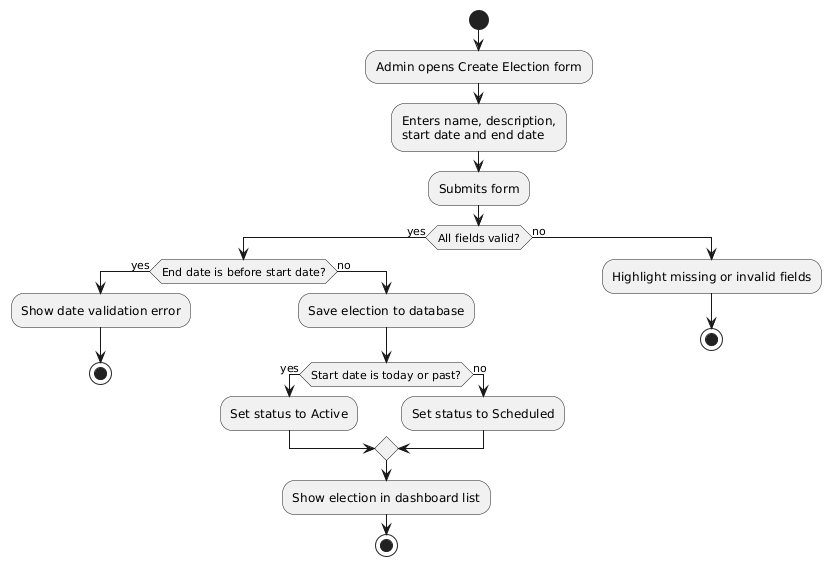 Admin opens Create Election form
Enters name, description,
start date and end date
Submits form
yes
All fields valid?
no
yes
End date is before start date?
no
Highlight missing or invalid fields
Show date validation error
Save election to database
yes
Start date is today or past?
no
Set status to Active
Set status to Scheduled
Show election in dashboard list